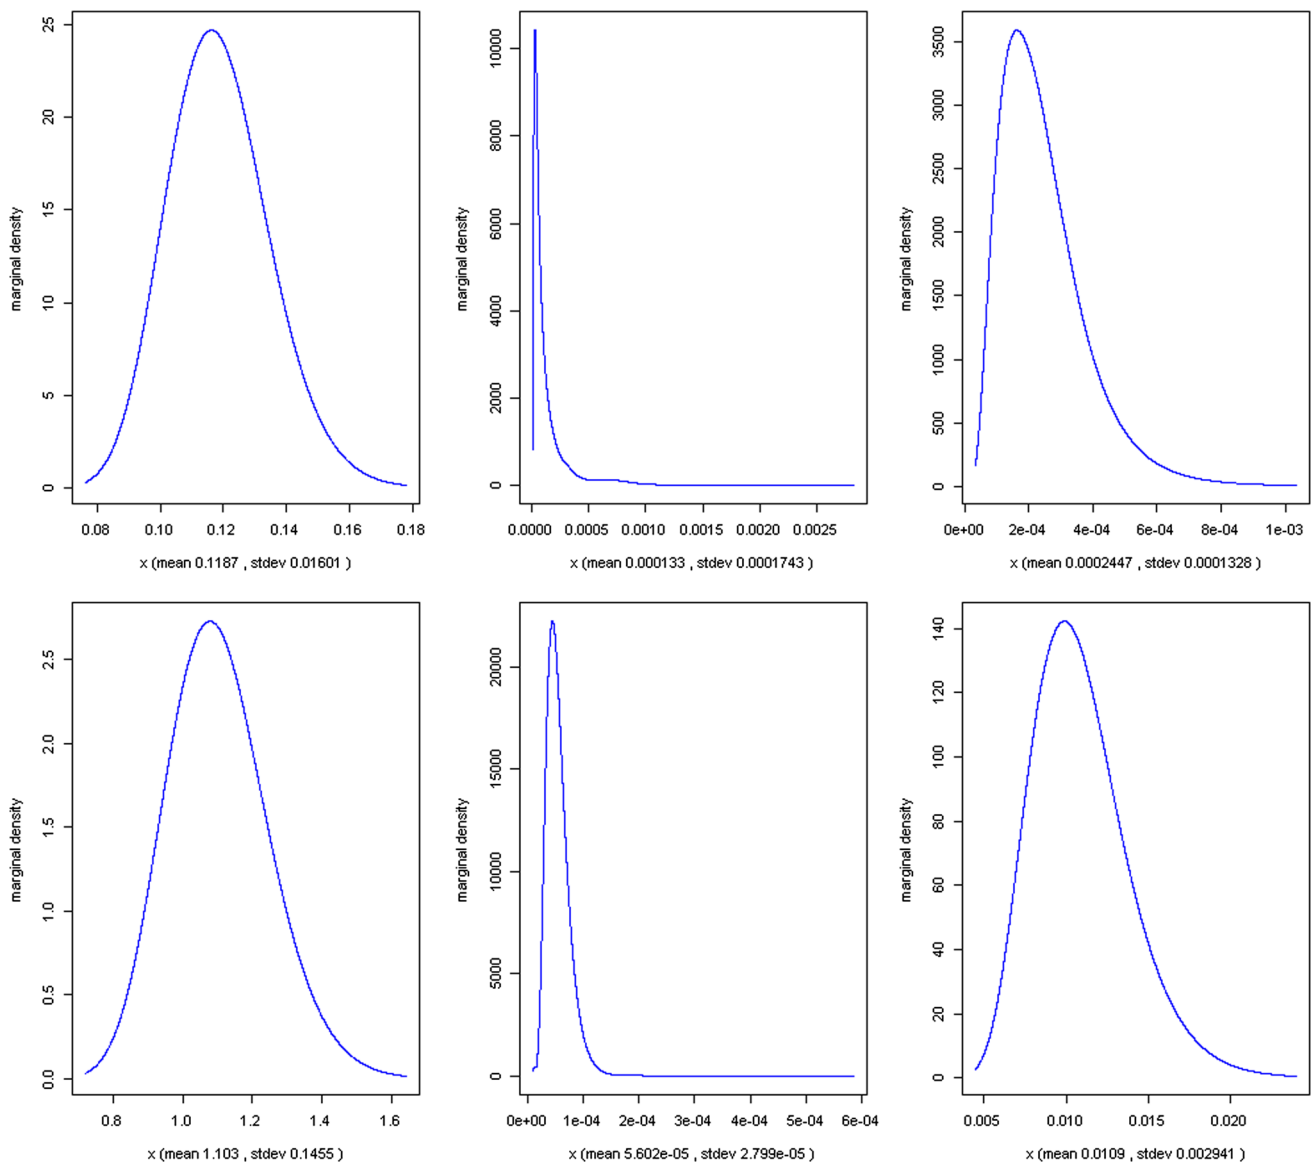 25
20
15
10
5
0
marginal density
0.08 0.10 0.12 0.14 0.16 0.18
x (mean 0.1187 , stdev 0.01601 )
10000
8000
6000
4000
2000
0
marginal density
0.0000 0.0005 0.0010 0.0015 0.0020 0.0025
x (mean 0.000133 , stdev 0.0001743 )
3500
3000
2500
2000
1500
1000
500
0
marginal density
0e+00 2e-04 4e-04 6e-04 8e-04 1e-03
x (mean 0.0002447 , stdev 0.0001328 )
2.5
2.0
1.5
1.0
0.5
0.0
marginal density
0.8 1.0 1.2 1.4 1.6
x (mean 1.103 , stdev 0.1455 )
20000
15000
10000
5000
0
marginal density
0e+00 1e-04 2e-04 3e-04 4e-04 5e-04 6e-04
x (mean 5.602e-05 , stdev 2.799e-05 )
140
120
100
80
60
40
20
0
marginal density
0.005 0.010 0.015 0.020
x (mean 0.0109 , stdev 0.002941 )